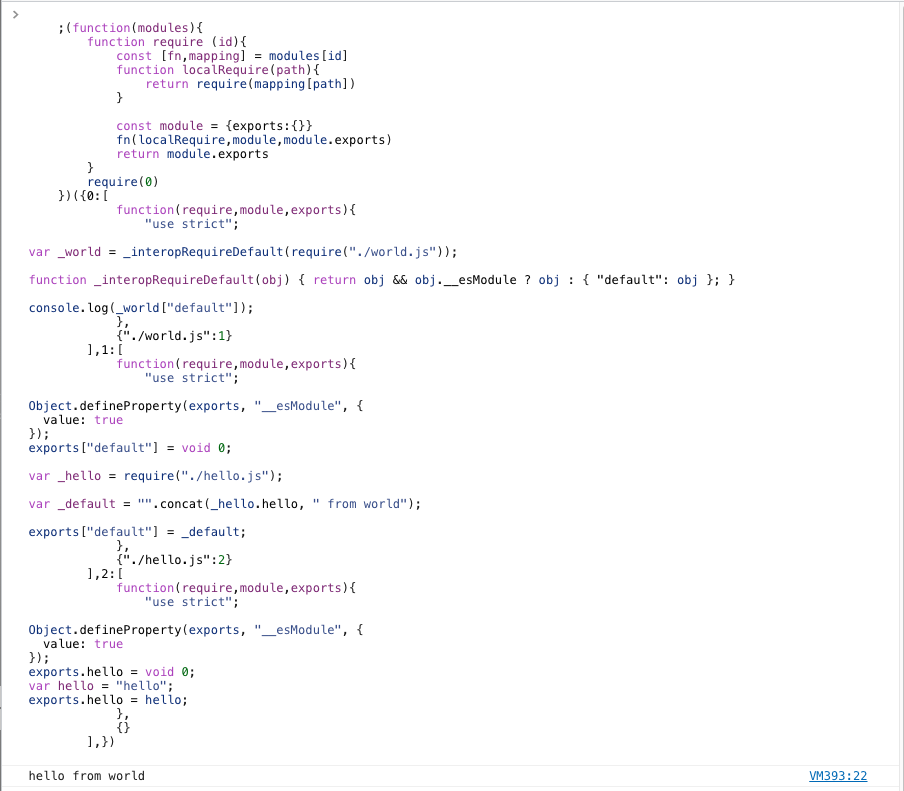 >
;(function(modules){
function require (id){
const [fn,mapping] = modules[id]
function localRequire(path){
return require(mapping[path])
}
const module = {exports:{}}
fn(localRequire,module,module.exports)
return module.exports
}
require(0)
})({0:[
function(require,module,exports){
"use strict";
var _world = _interopRequireDefault(require("./world.js"));
function _interopRequireDefault(obj) { return obj && obj.__esModule ? obj : { "default": obj }; }
console.log(_world["default"]);
},
{"./world.js":1}
],1:[
function(require,module,exports){
"use strict";
Object.defineProperty(exports, "__esModule", {
value: true
});
exports["default"] = void 0;
var _hello = require("./hello.js");
var _default = "".concat(_hello.hello, " from world");
exports["default"] = _default;
},
{"./hello.js":2}
],2:[
function(require,module,exports){
"use strict";
Object.defineProperty(exports, "__esModule", {
value: true
});
exports.hello = void 0;
var hello = "hello";
exports.hello = hello;
},
{}
],})
hello from world VM393:22